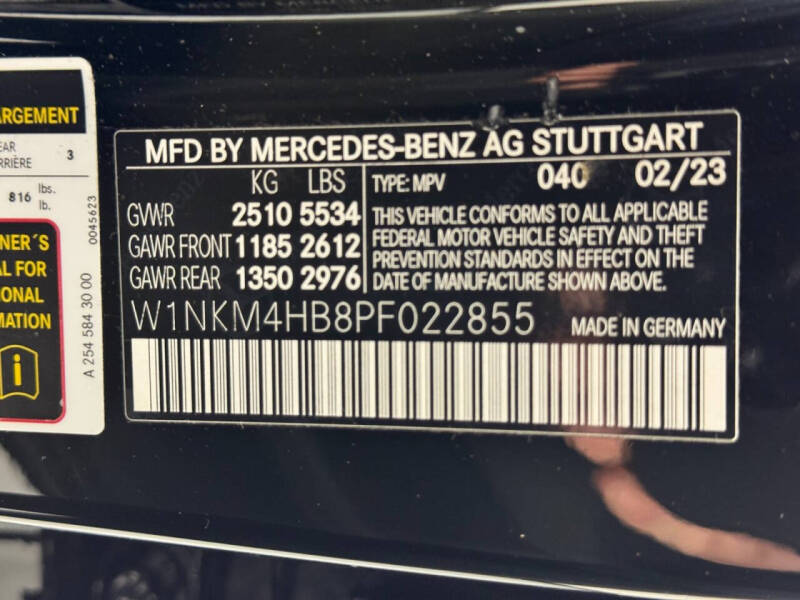 ARGEMENT
EAR
RRIÈRE 3
816 lbs.
lb.
0045623
NER´S
AL FOR
IONAL
MATION
i
A 254 584 30 00
MFD BY MERCEDES-BENZ AG STUTTGART
KG LBS
GVWR 2510 5534
GAWR FRONT 1185 2612
GAWR REAR 1350 2976
TYPE: MPV 040 02/23
THIS VEHICLE CONFORMS TO ALL APPLICABLE
FEDERAL MOTOR VEHICLE SAFETY AND THEFT
PREVENTION STANDARDS IN EFFECT ON THE
DATE OF MANUFACTURE SHOWN ABOVE.
W1NKM4HB8PF022855 MADE IN GERMANY